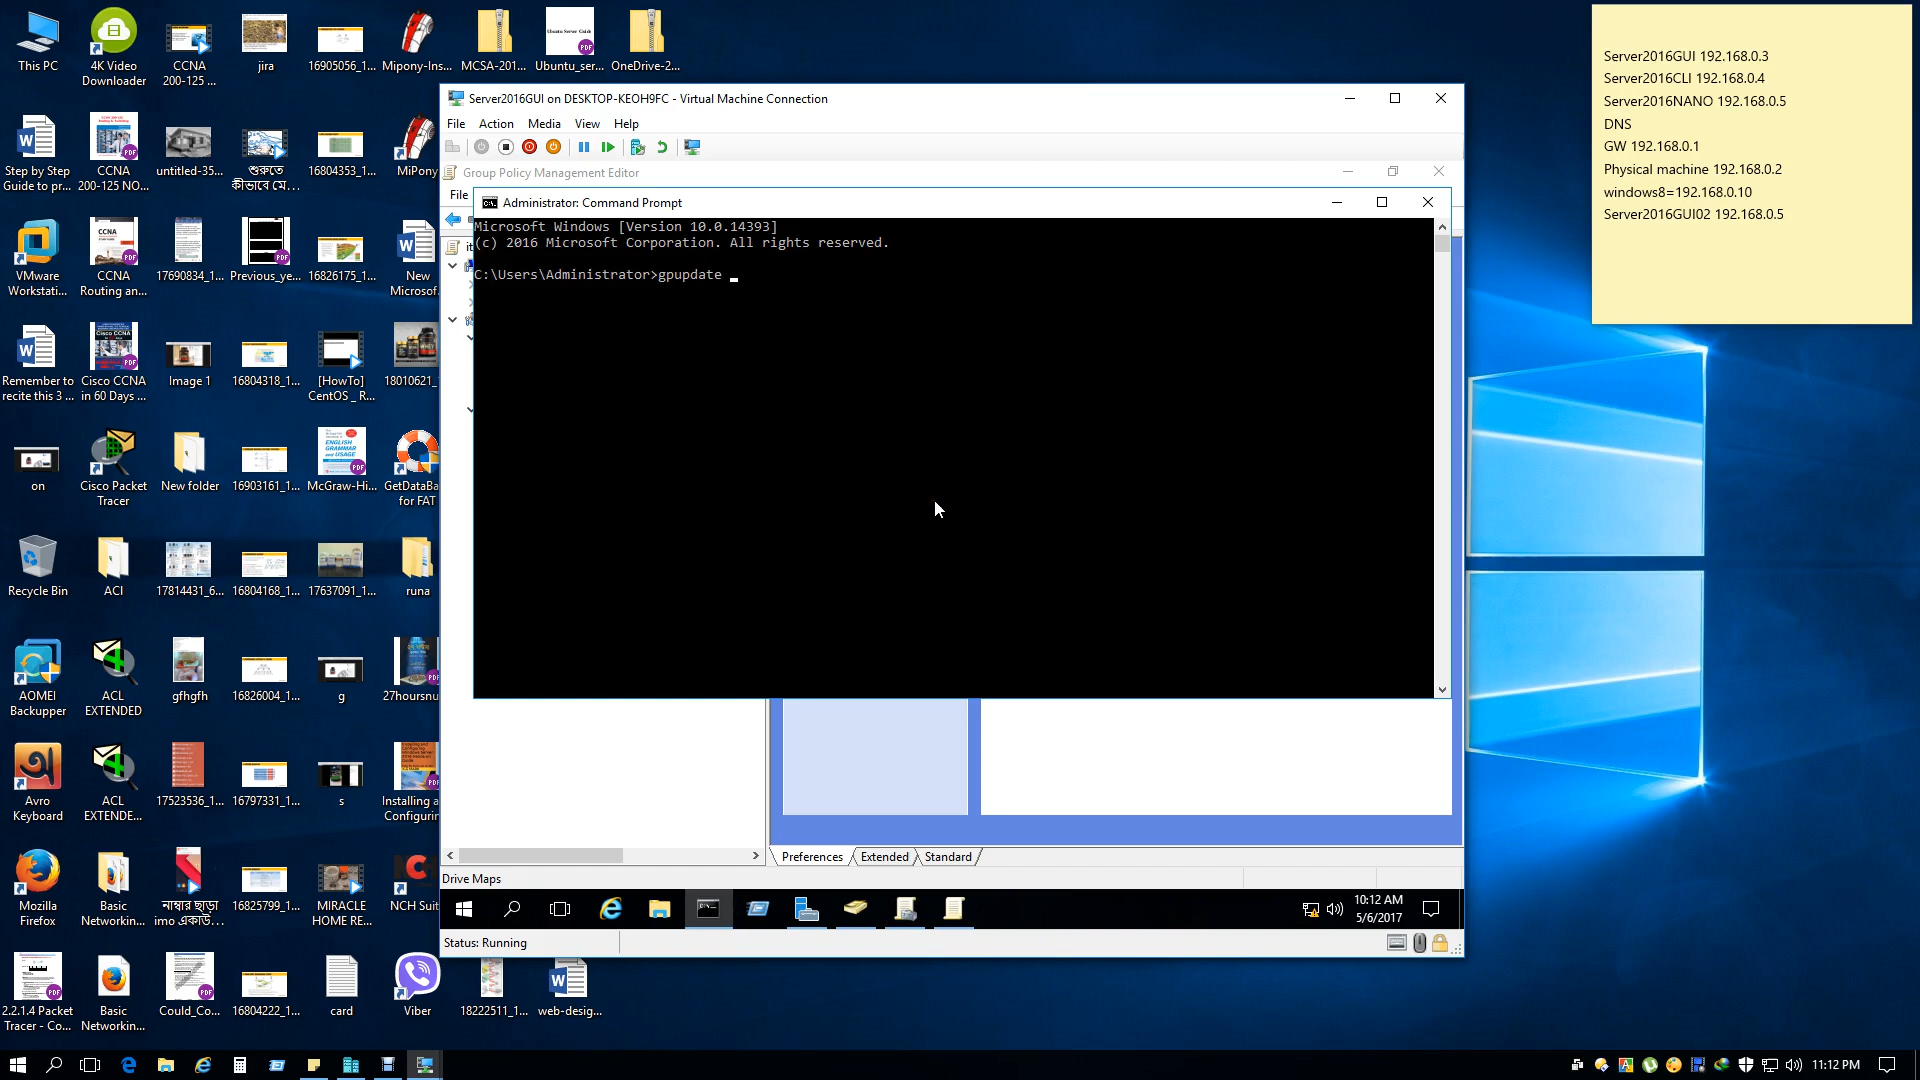 This PC
4K Video
Downloader
CCNA
200-125 ...
jira
16905056_1...
Mipony-Ins...
MCSA-201...
Ubuntu_ser...
OneDrive-2...
Step by Step
Guide to pr...
CCNA
200-125 NO...
untitled-35...
শুরুতে
কীভাবে মে...
16804353_1...
MiPony
VMware
Workstati...
CCNA
Routing an...
17690834_1...
Previous_ye...
16826175_1...
New
Microsof
Remember to
recite this 3 ...
Cisco CCNA
in 60 Days ...
Image 1
16804318_1...
[HowTo]
CentOS _ R...
18010621_
on
Cisco Packet
Tracer
New folder
16903161_1...
McGraw-Hi...
GetDataBa
for FAT
Recycle Bin
ACI
17814431_6...
16804168_1...
17637091_1...
runa
AOMEI
Backupper
ACL
EXTENDED
gfhgfh
16826004_1...
g
27hoursnu
Avro
Keyboard
ACL
EXTENDE...
17523536_1...
16797331_1...
s
Installing a
Configurin
Mozilla
Firefox
Basic
Networkin...
নাম্বার ছাড়া
imo একাউ...
16825799_1...
MIRACLE
HOME RE...
NCH Suit
2.2.1.4 Packet
Tracer - Co...
Basic
Networkin...
Could_Co...
16804222_1...
card
Viber
18222511_1...
web-desig...
Server2016GUI on DESKTOP-KEOH9FC - Virtual Machine Connection
File Action Media View Help
Group Policy Management Editor
File
it
Administrator: Command Prompt
Microsoft Windows [Version 10.0.14393]
(c) 2016 Microsoft Corporation. All rights reserved.
C:\Users\Administrator>gpupdate
Preferences Extended Standard
Drive Maps
10:12 AM
5/6/2017
Status: Running
Server2016GUI 192.168.0.3
Server2016CLI 192.168.0.4
Server2016NANO 192.168.0.5
DNS
GW 192.168.0.1
Physical machine 192.168.0.2
windows8=192.168.0.10
Server2016GUI02 192.168.0.5
11:12 PM